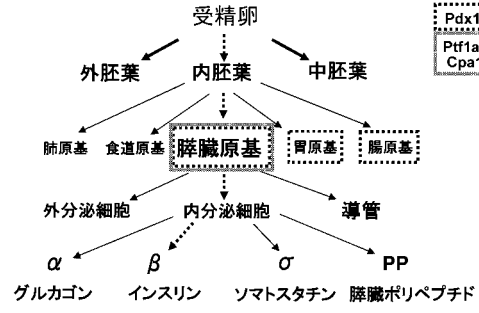 受精卵
Pdx1
Ptf1a
Cpa1
外胚葉 内胚葉 中胚葉
肺原基 食道原基 膵臓原基 胃原基 腸原基
外分泌細胞 内分泌細胞 導管
α β σ PP
グルカゴン インスリン ソマトスタチン 膵臓ポリペプチド